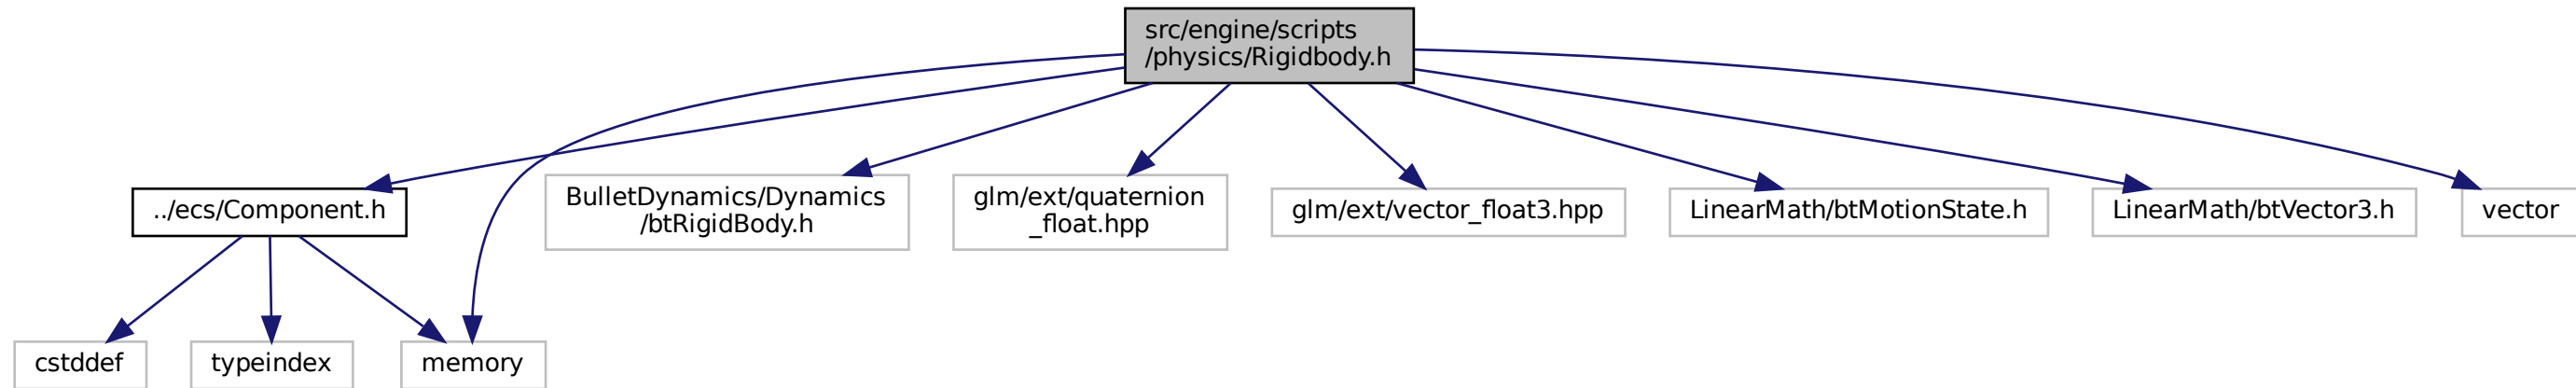 src/engine/scripts
/physics/Rigidbody.h
../ecs/Component.h
BulletDynamics/Dynamics
/btRigidBody.h
glm/ext/quaternion
_float.hpp
glm/ext/vector_float3.hpp
LinearMath/btMotionState.h
LinearMath/btVector3.h
vector
cstddef
typeindex
memory